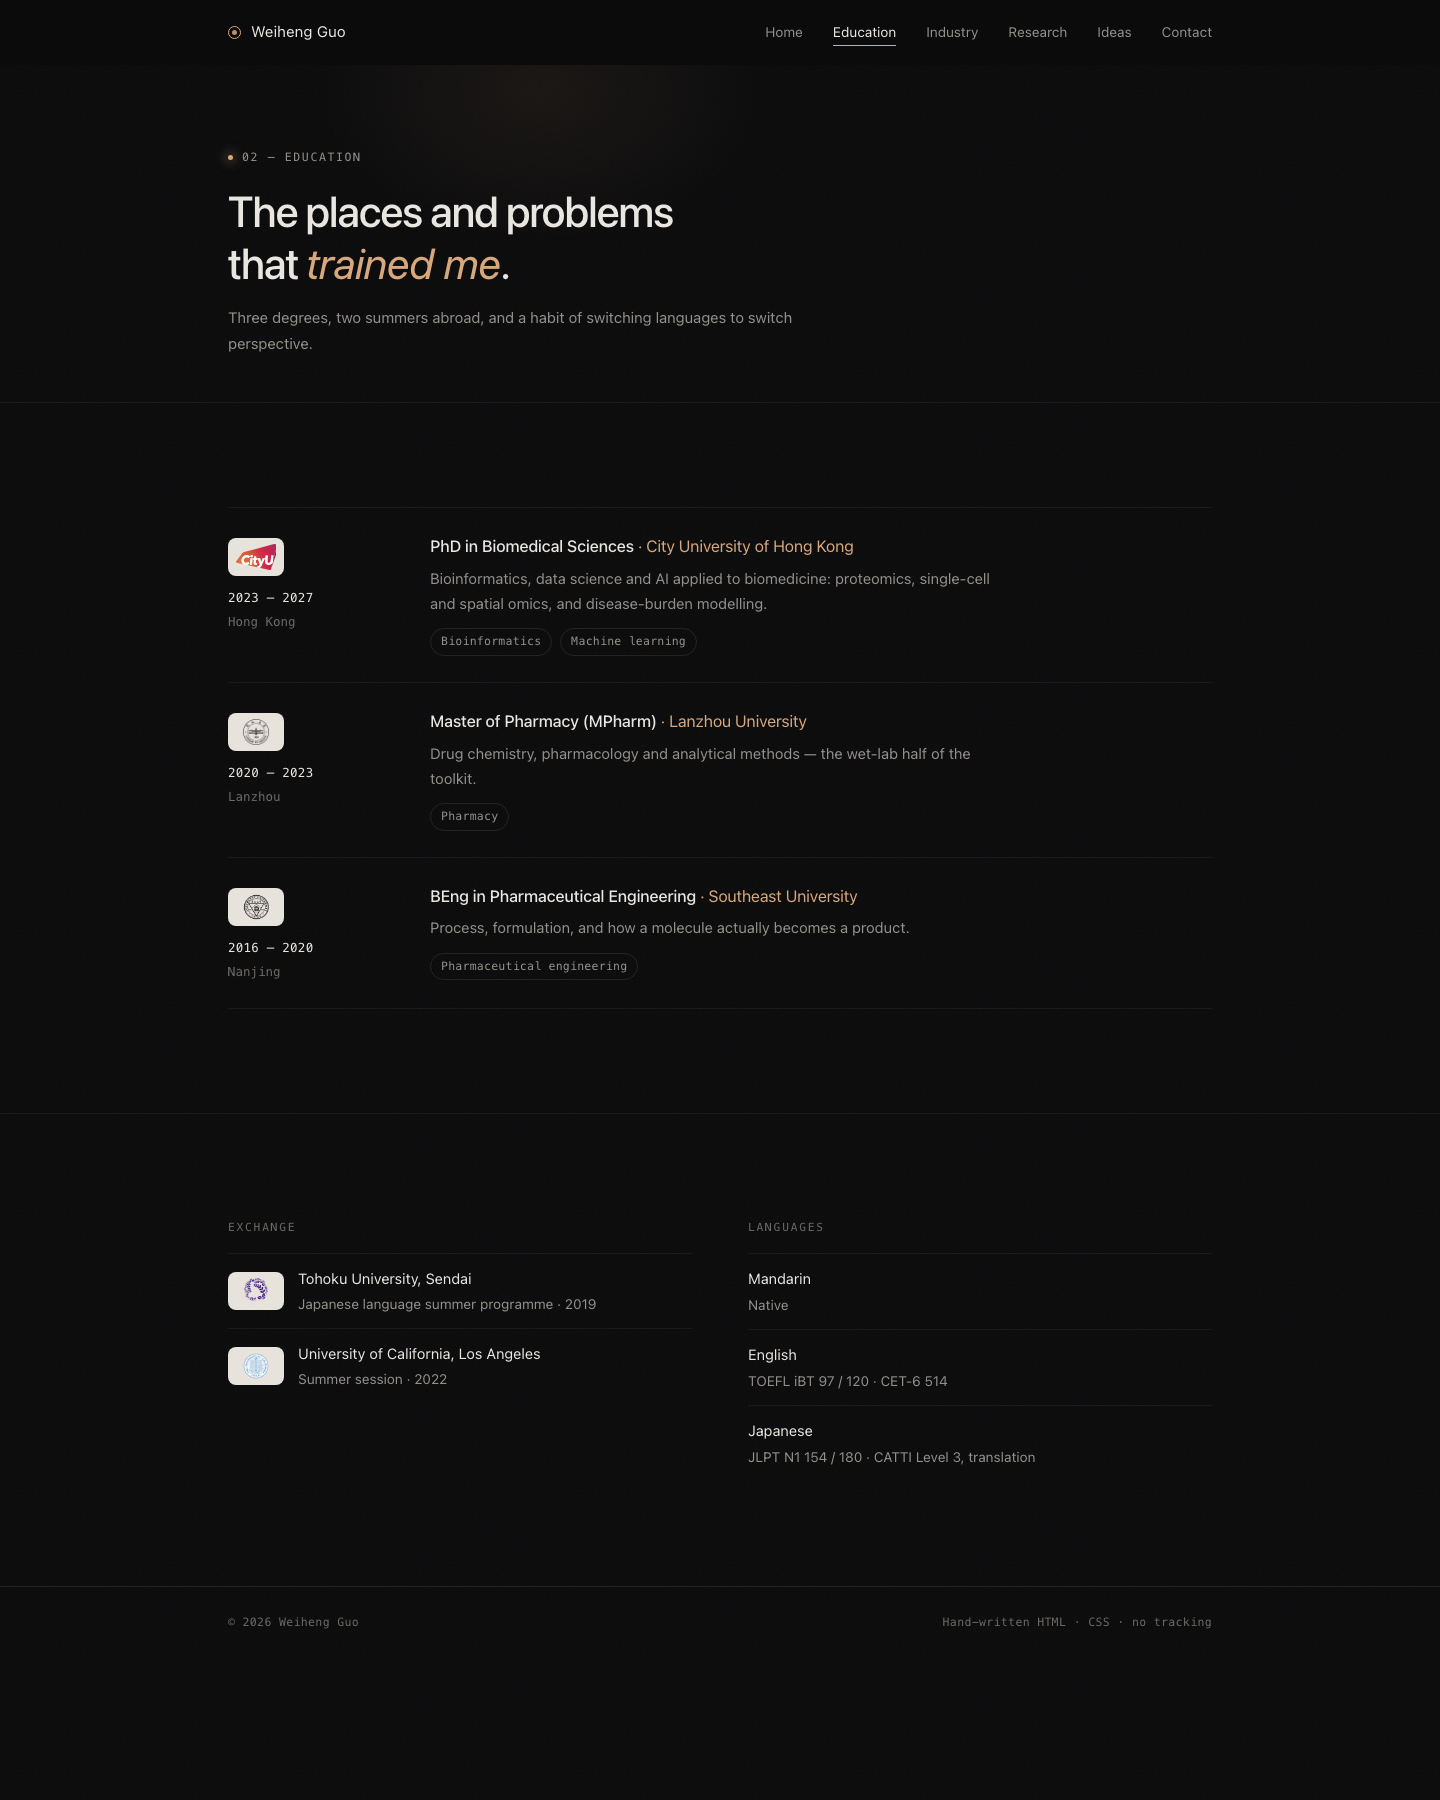 Weiheng Guo
Home Education Industry Research Ideas Contact
02 — EDUCATION
The places and problems
that trained me.
Three degrees, two summers abroad, and a habit of switching languages to switch
perspective.
CityU
2023 — 2027
Hong Kong
PhD in Biomedical Sciences · City University of Hong Kong
Bioinformatics, data science and AI applied to biomedicine: proteomics, single-cell
and spatial omics, and disease-burden modelling.
Bioinformatics Machine learning
2020 — 2023
Lanzhou
Master of Pharmacy (MPharm) · Lanzhou University
Drug chemistry, pharmacology and analytical methods — the wet-lab half of the
toolkit.
Pharmacy
2016 — 2020
Nanjing
BEng in Pharmaceutical Engineering · Southeast University
Process, formulation, and how a molecule actually becomes a product.
Pharmaceutical engineering
EXCHANGE
Tohoku University, Sendai
Japanese language summer programme · 2019
University of California, Los Angeles
Summer session · 2022
LANGUAGES
Mandarin
Native
English
TOEFL iBT 97 / 120 · CET-6 514
Japanese
JLPT N1 154 / 180 · CATTI Level 3, translation
© 2026 Weiheng Guo
Hand-written HTML · CSS · no tracking